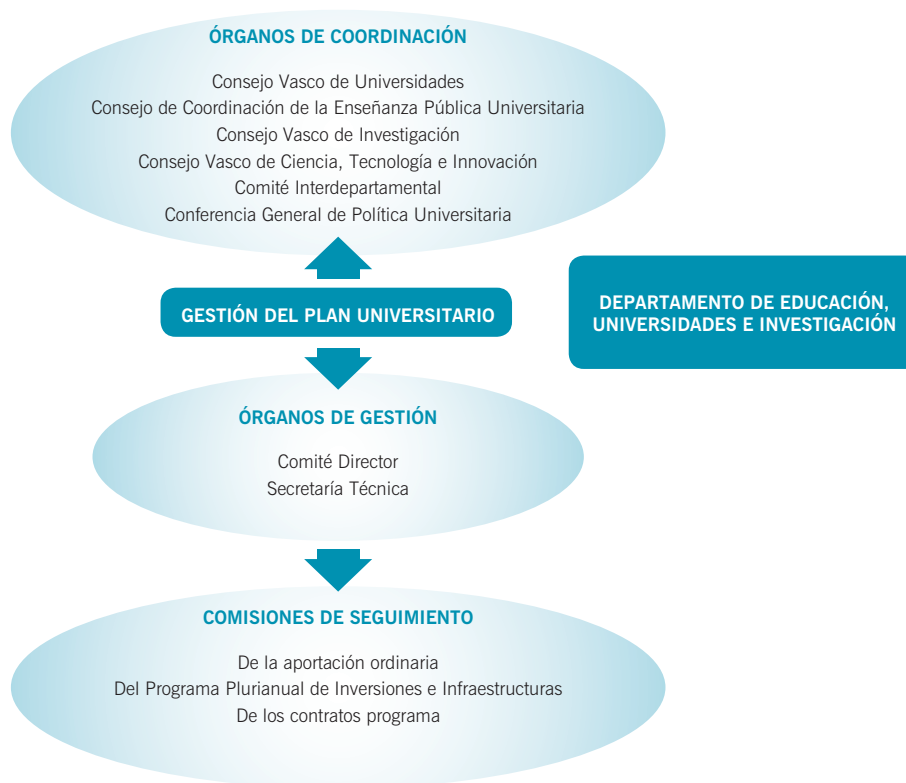 ÓRGANOS DE COORDINACIÓN
Consejo Vasco de Universidades
Consejo de Coordinación de la Enseñanza Pública Universitaria
Consejo Vasco de Investigación
Consejo Vasco de Ciencia, Tecnología e Innovación
Comité Interdepartamental
Conferencia General de Política Universitaria
GESTIÓN DEL PLAN UNIVERSITARIO
DEPARTAMENTO DE EDUCACIÓN,
UNIVERSIDADES E INVESTIGACIÓN
ÓRGANOS DE GESTIÓN
Comité Director
Secretaría Técnica
COMISIONES DE SEGUIMIENTO
De la aportación ordinaria
Del Programa Plurianual de Inversiones e Infraestructuras
De los contratos programa